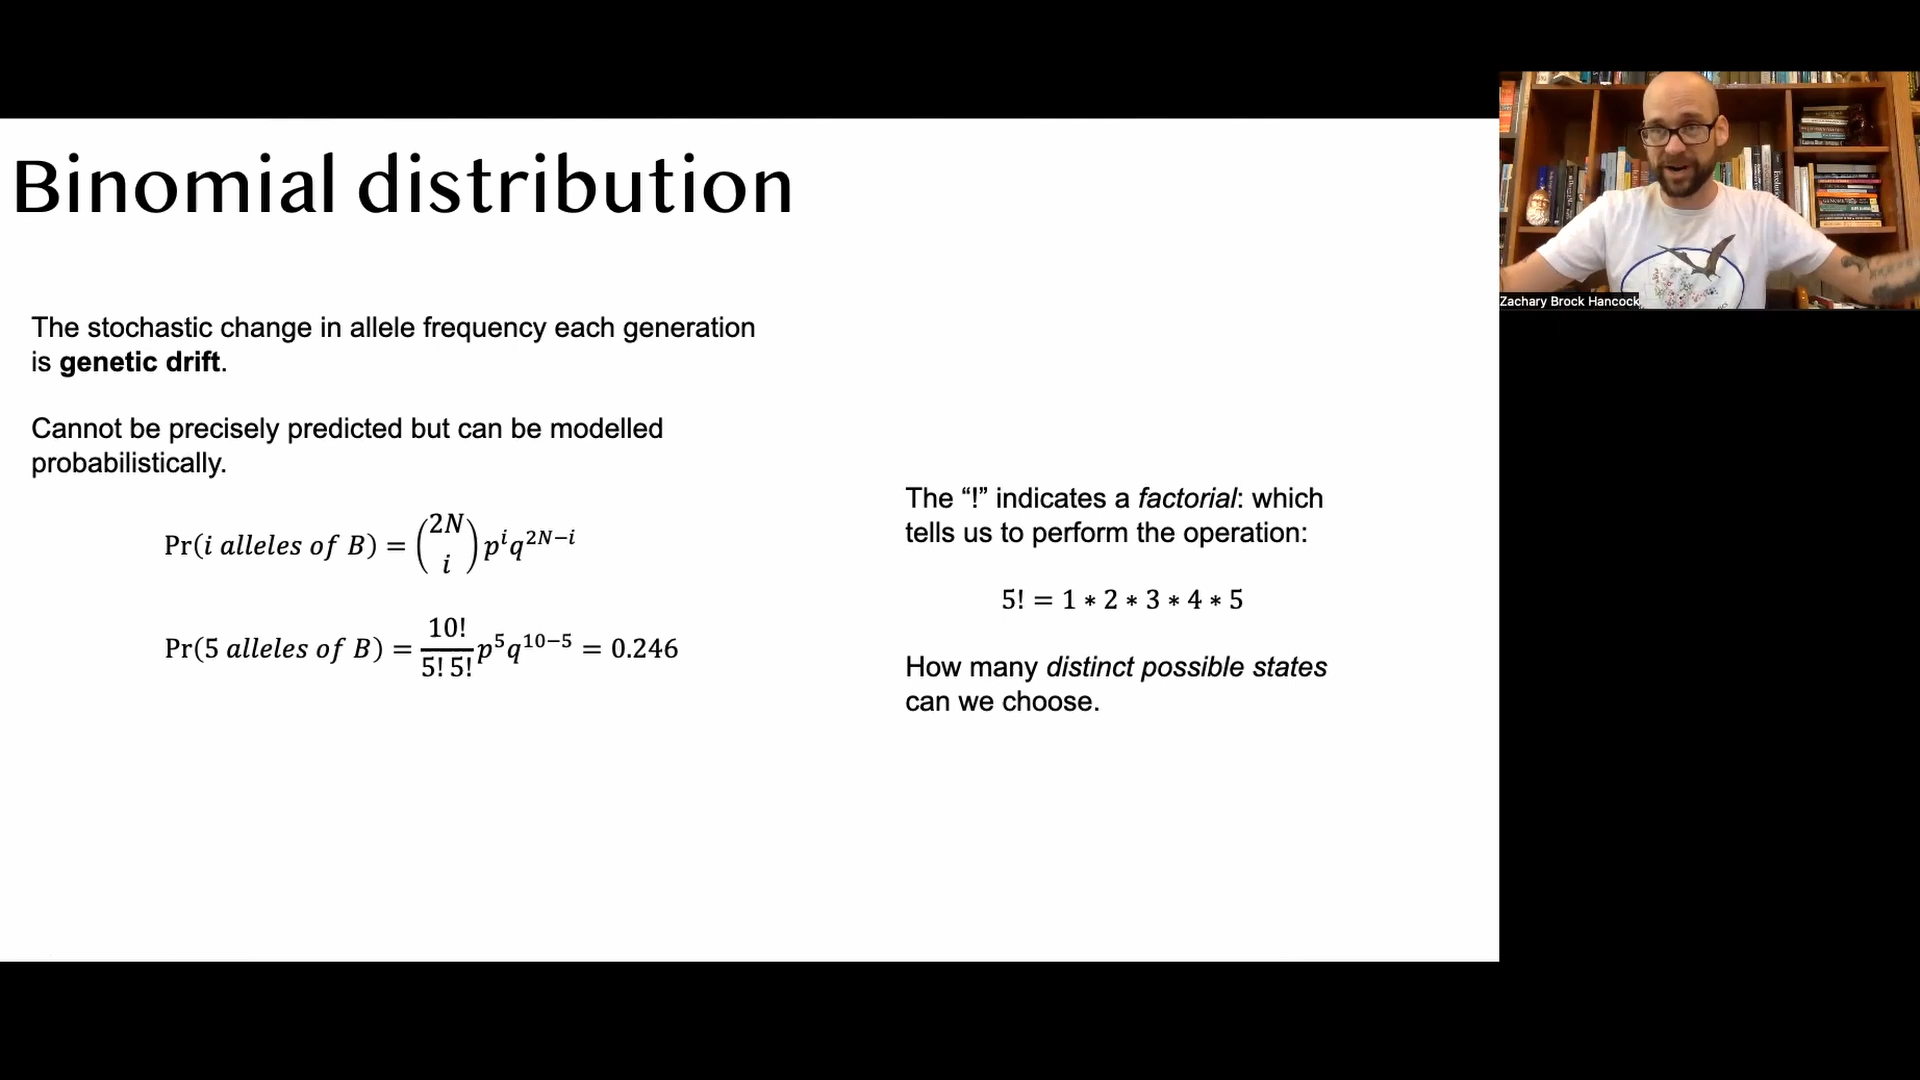 Binomial distribution
The stochastic change in allele frequency each generation
is genetic drift.
Cannot be precisely predicted but can be modelled
probabilistically.
Pr(i alleles of B) = (2N i) p^i q^{2N−i}
Pr(5 alleles of B) = 10!/5! 5! p^5 q^{10−5} = 0.246
The “!” indicates a factorial: which
tells us to perform the operation:
5! = 1 ∗ 2 ∗ 3 ∗ 4 ∗ 5
How many distinct possible states
can we choose.
Zachary Brock Hancock